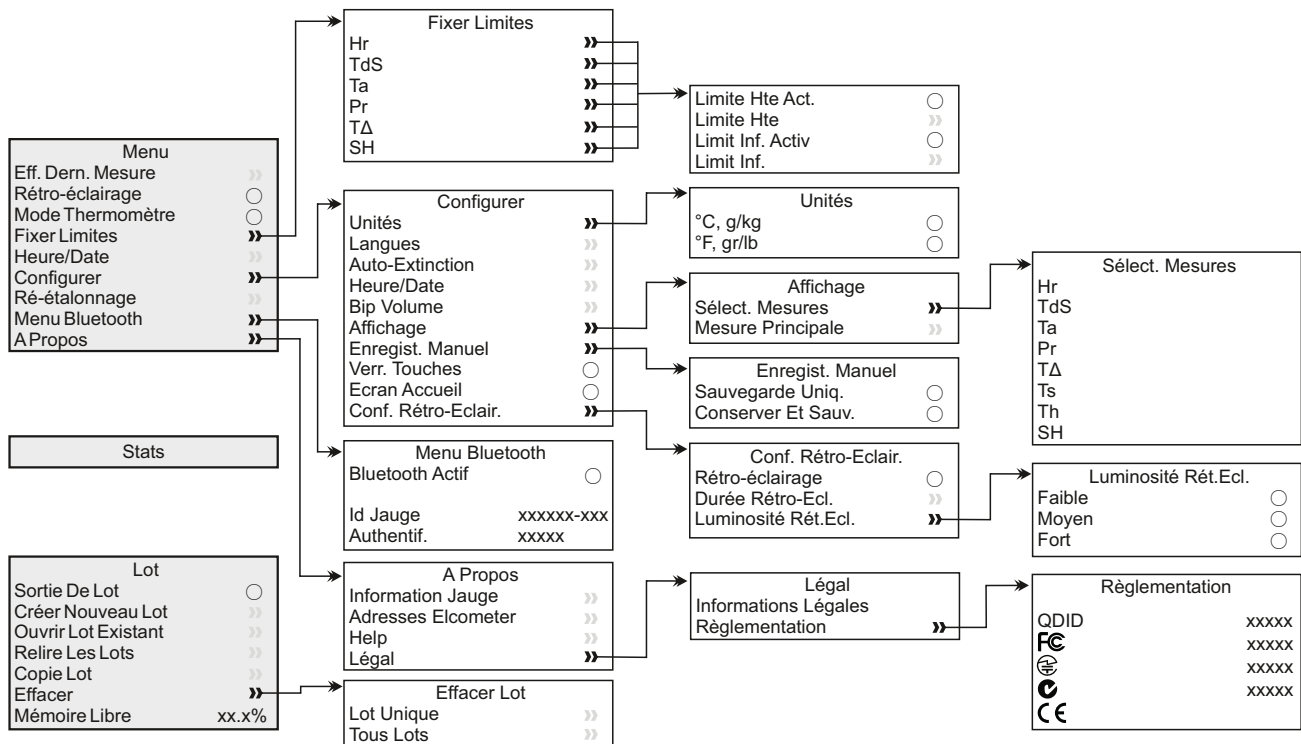 Menu
Eff. Dern. Mesure
Rétro-éclairage
Mode Thermomètre
Fixer Limites
Heure/Date
Configurer
Ré-étalonnage
Menu Bluetooth
A Propos
Stats
Lot
Sortie De Lot
Créer Nouveau Lot
Ouvrir Lot Existant
Relire Les Lots
Copie Lot
Effacer
Mémoire Libre xx.x%
Fixer Limites
Hr
TdS
Ta
Pr
TΔ
SH
Configurer
Unités
Langues
Auto-Extinction
Heure/Date
Bip Volume
Affichage
Enregist. Manuel
Verr. Touches
Ecran Accueil
Conf. Rétro-Eclair.
Menu Bluetooth
Bluetooth Actif
Id Jauge xxxxxx-xxx
Authentif. xxxxx
A Propos
Information Jauge
Adresses Elcometer
Help
Légal
Effacer Lot
Lot Unique
Tous Lots
Limite Hte Act.
Limite Hte
Limit Inf. Activ
Limit Inf.
Unités
°C, g/kg
°F, gr/lb
Affichage
Sélect. Mesures
Mesure Principale
Enregist. Manuel
Sauvegarde Uniq.
Conserver Et Sauv.
Conf. Rétro-Eclair.
Rétro-éclairage
Durée Rétro-Ecl.
Luminosité Rét.Ecl.
Légal
Informations Légales
Règlementation
Sélect. Mesures
Hr
TdS
Ta
Pr
TΔ
Ts
Th
SH
Luminosité Rét.Ecl.
Faible
Moyen
Fort
Règlementation
QDID xxxxx
FC xxxxx
xxxxx
xxxxx
CE